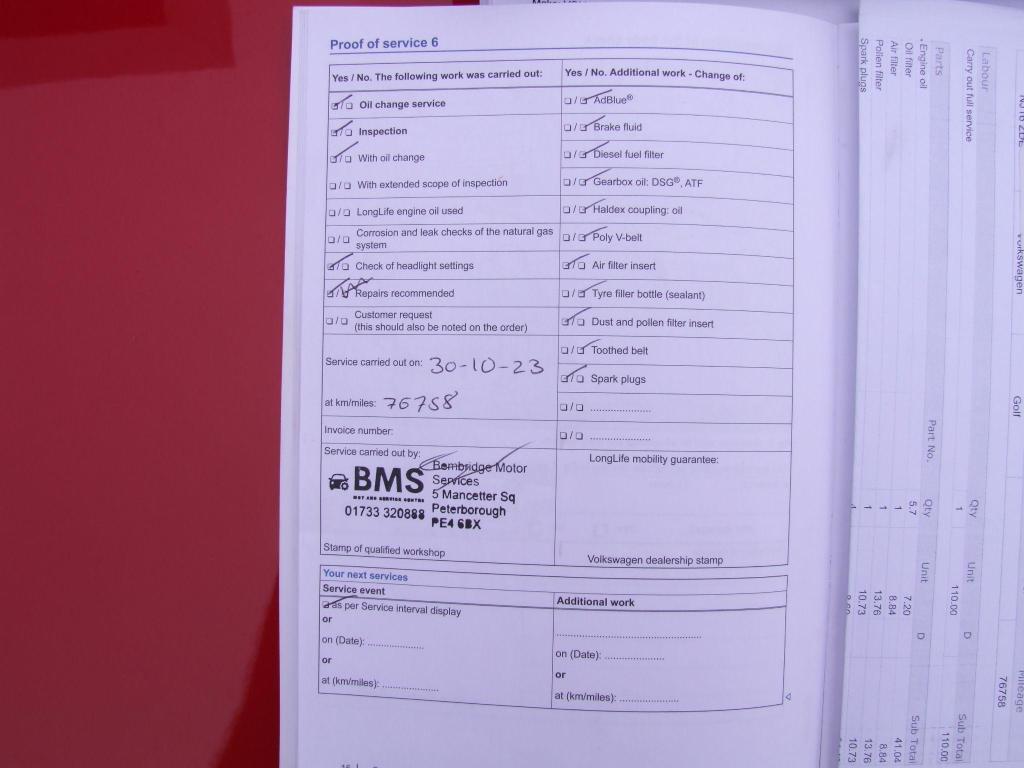 Proof of service 6
Yes / No. The following work was carried out:
Oil change service
Inspection
With oil change
With extended scope of inspection
LongLife engine oil used
Corrosion and leak checks of the natural gas
system
Check of headlight settings
Repairs recommended
Customer request
(this should also be noted on the order)
Service carried out on: 30-10-23
at km/miles: 76758
Invoice number:
Service carried out by:
BMS
MOT AND SERVICE CENTRE
01733 320888
Bembridge Motor
Services
5 Mancetter Sq
Peterborough
PE4 6BX
Stamp of qualified workshop
Yes / No. Additional work - Change of:
AdBlue®
Brake fluid
Diesel fuel filter
Gearbox oil: DSG®, ATF
Haldex coupling: oil
Poly V-belt
Air filter insert
Tyre filler bottle (sealant)
Dust and pollen filter insert
Toothed belt
Spark plugs
LongLife mobility guarantee:
Volkswagen dealership stamp
Your next services
Service event
as per Service interval display
or
on (Date): ....................
or
at (km/miles): ....................
Additional work
on (Date): ....................
or
at (km/miles): ....................
Volkswagen Golf Mileage 76758
Labour Qty Unit D Sub Total
Carry out full service 1 110.00 110.00
Parts Part No. Qty Unit D Sub Total
Engine oil 5.7 7.20 41.04
Oil filter 1 8.84 8.84
Air filter 1 13.76 13.76
Pollen filter 1 10.73 10.73
Spark plugs